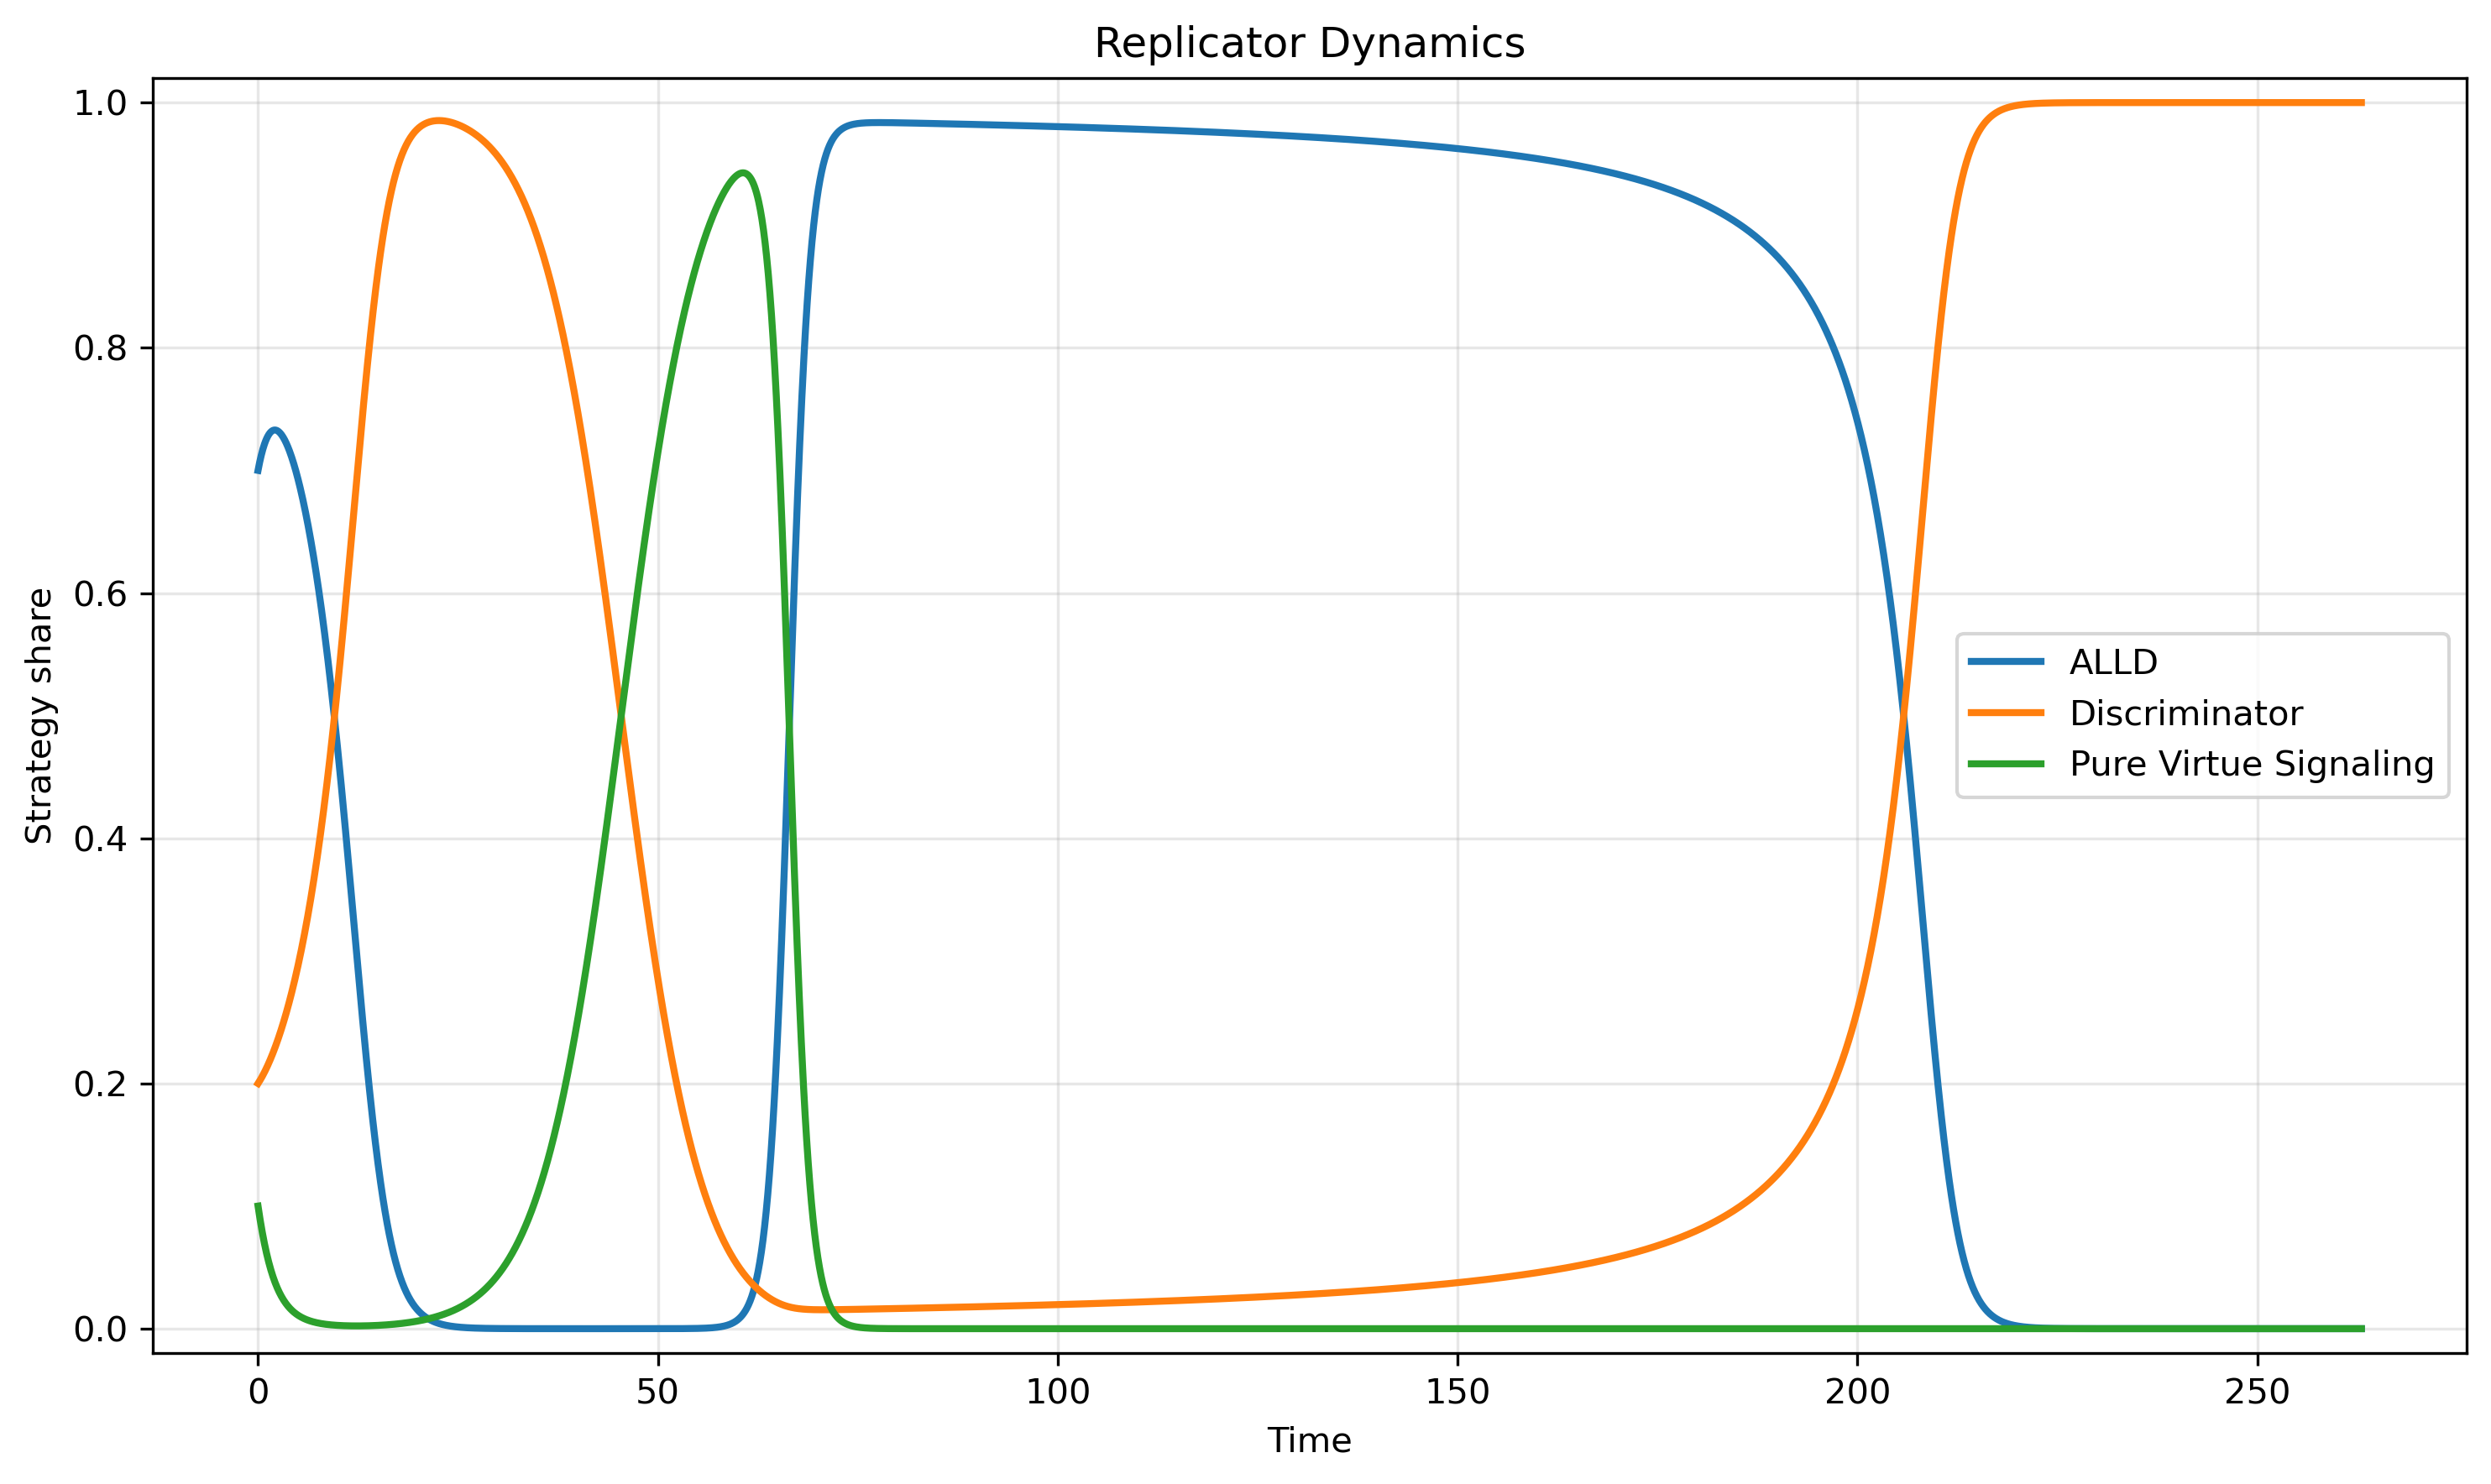 Replicator Dynamics
Strategy share
1.0
0.8
0.6
0.4
0.2
0.0
ALLD
Discriminator
Pure Virtue Signaling
0
50
100
150
200
250
Time